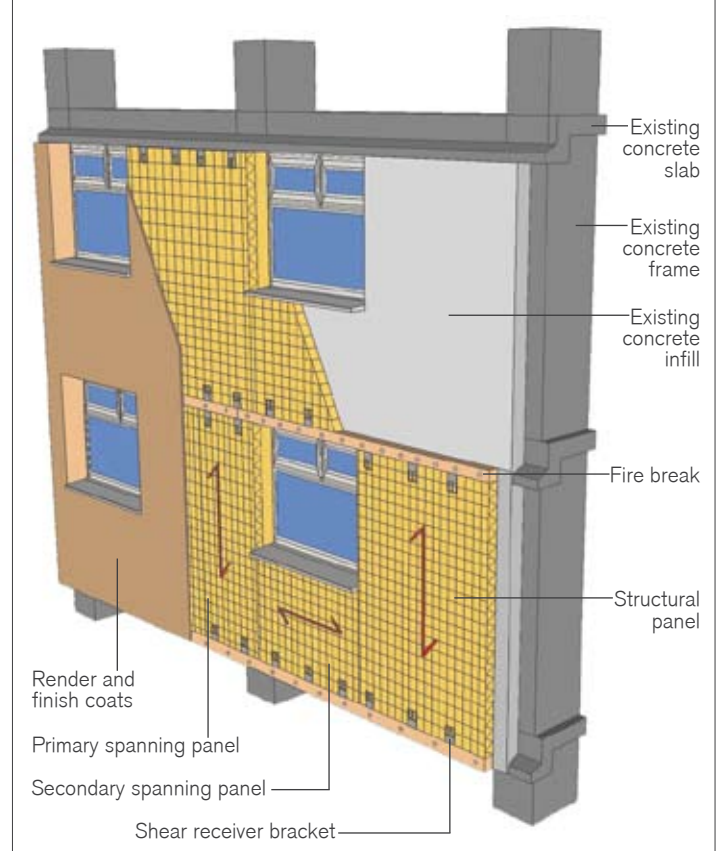 Existing
concrete
slab
Existing
concrete
frame
Existing
concrete
infill
Fire break
Structural
panel
Render and
finish coats
Primary spanning panel
Secondary spanning panel
Shear receiver bracket